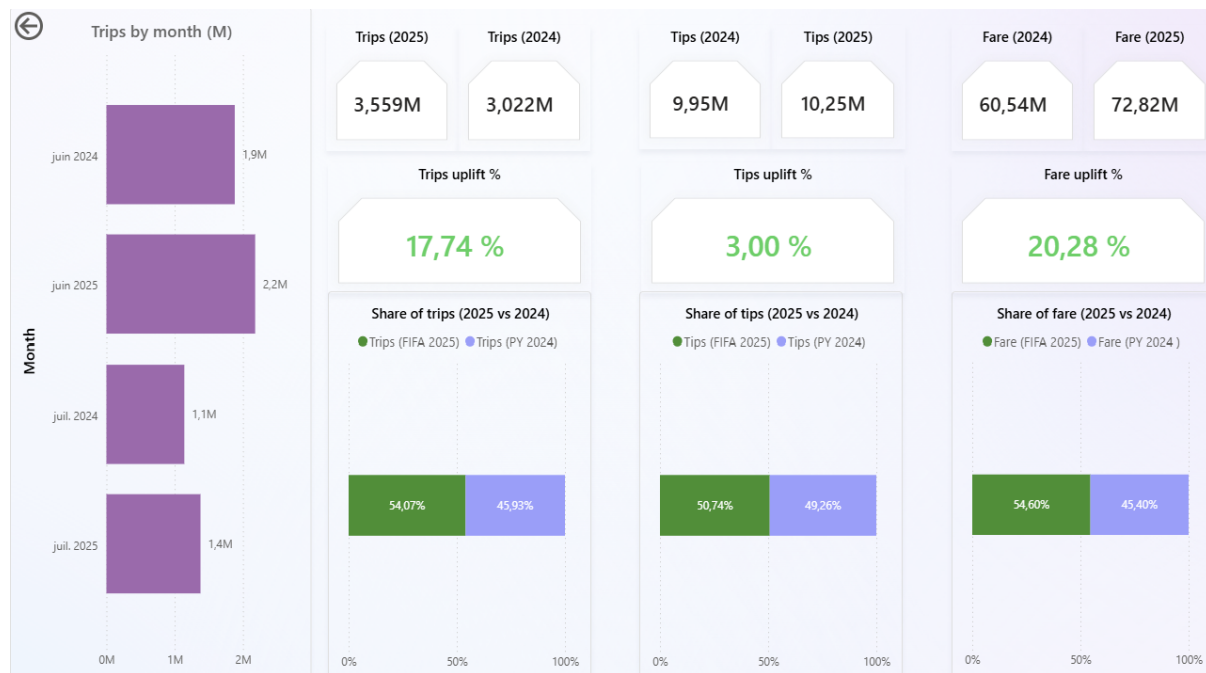 Trips by month (M)
Month
juin 2024
1,9M
juin 2025
2,2M
juil. 2024
1,1M
juil. 2025
1,4M
0M
1M
2M
Trips (2025)
3,559M
Trips (2024)
3,022M
Trips uplift %
17,74 %
Share of trips (2025 vs 2024)
Trips (FIFA 2025) Trips (PY 2024)
54,07%
45,93%
0%
50%
100%
Tips (2024)
9,95M
Tips (2025)
10,25M
Tips uplift %
3,00 %
Share of tips (2025 vs 2024)
Tips (FIFA 2025) Tips (PY 2024)
50,74%
49,26%
0%
50%
100%
Fare (2024)
60,54M
Fare (2025)
72,82M
Fare uplift %
20,28 %
Share of fare (2025 vs 2024)
Fare (FIFA 2025) Fare (PY 2024 )
54,60%
45,40%
0%
50%
100%